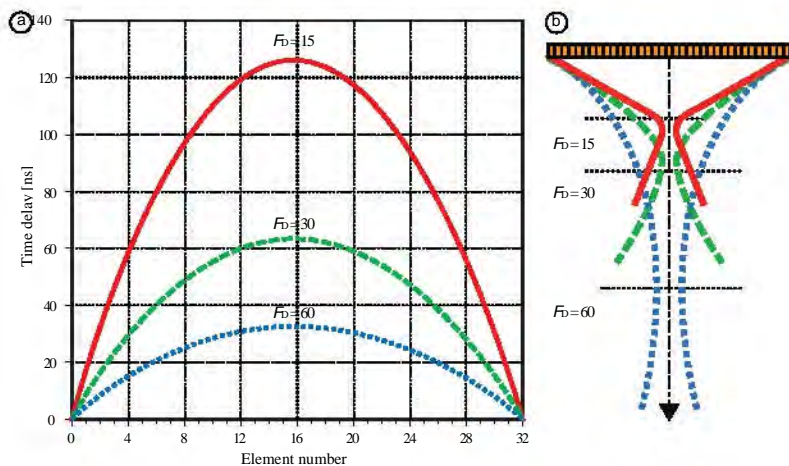 a
140
120
100
80
60
40
20
0
Time delay [ns]
FD=15
FD=30
FD=60
0 4 8 12 16 20 24 28 32
Element number
b
FD=15
FD=30
FD=60